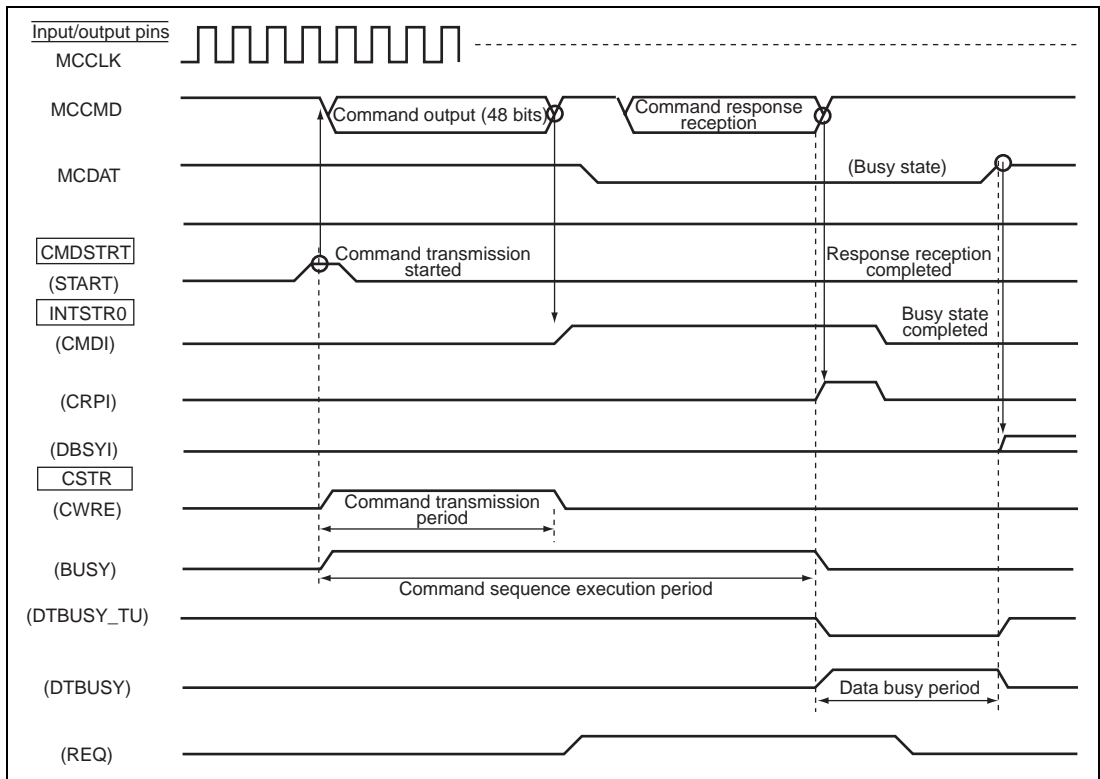 Input/output pins
MCCLK
MCCMD
Command output (48 bits)
Command response
reception
MCDAT
(Busy state)
CMDSTRT
(START)
Command transmission
started
Response reception
completed
INTSTR0
(CMDI)
Busy state
completed
(CRPI)
(DBSYI)
CSTR
(CWRE)
Command transmission
period
(BUSY)
Command sequence execution period
(DTBUSY_TU)
(DTBUSY)
Data busy period
(REQ)